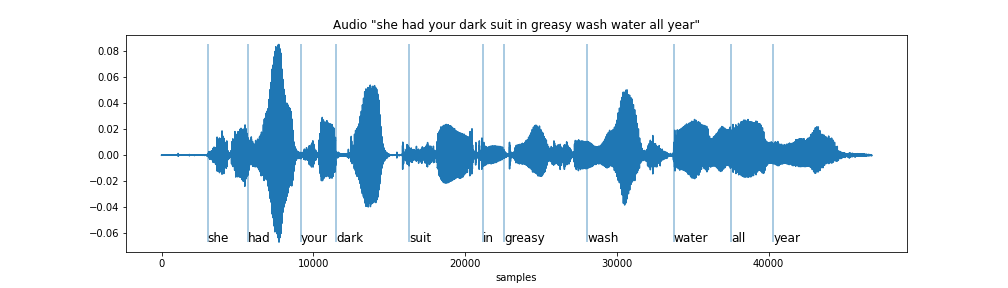 Audio "she had your dark suit in greasy wash water all year"
0.08
0.06
0.04
0.02
0.00
−0.02
−0.04
−0.06
she had your dark suit in greasy wash water all year
0 10000 20000 30000 40000
samples